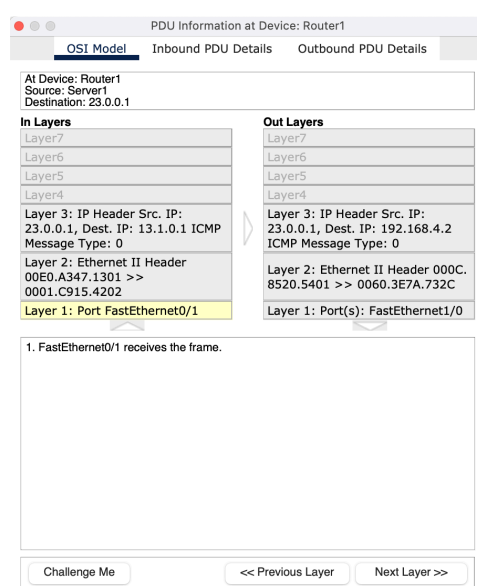 PDU Information at Device: Router1
OSI Model Inbound PDU Details Outbound PDU Details
At Device: Router1
Source: Server1
Destination: 23.0.0.1
In Layers
Layer7
Layer6
Layer5
Layer4
Layer 3: IP Header Src. IP:
23.0.0.1, Dest. IP: 13.1.0.1 ICMP
Message Type: 0
Layer 2: Ethernet II Header
00E0.A347.1301 >>
0001.C915.4202
Layer 1: Port FastEthernet0/1
Out Layers
Layer7
Layer6
Layer5
Layer4
Layer 3: IP Header Src. IP:
23.0.0.1, Dest. IP: 192.168.4.2
ICMP Message Type: 0
Layer 2: Ethernet II Header 000C.
8520.5401 >> 0060.3E7A.732C
Layer 1: Port(s): FastEthernet1/0
1. FastEthernet0/1 receives the frame.
Challenge Me << Previous Layer Next Layer >>